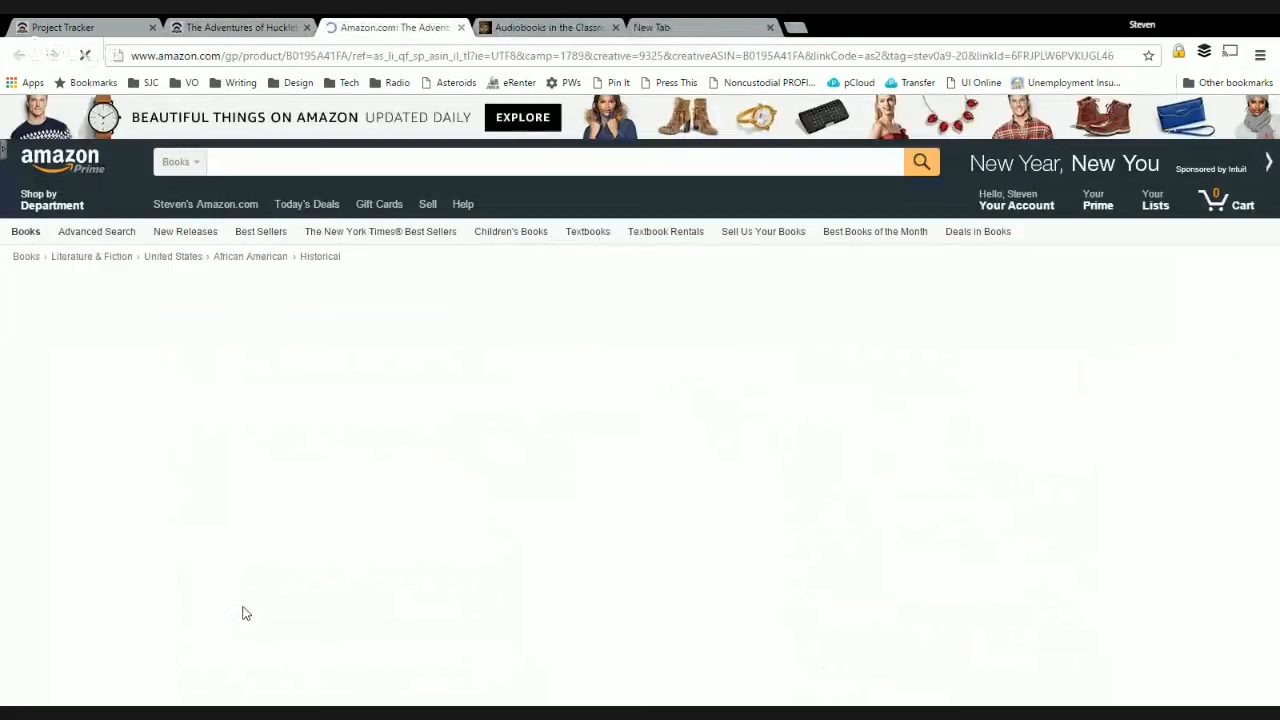 Project Tracker
The Adventures of Huckle
Amazon.com: The Advent
Audiobooks in the Classr
New Tab
Steven
www.amazon.com/gp/product/B0195A41FA/ref=as_li_qf_sp_asin_il_tl?ie=UTF8&camp=1789&creative=9325&creativeASIN=B0195A41FA&linkCode=as2&tag=stev0a9-20&linkId=6FRJPLW6PVKUGL46
Apps Bookmarks SJC VO Writing Design Tech Radio Asteroids eRenter PWs Pin It Press This Noncustodial PROFI... pCloud Transfer UI Online Unemployment Insu... Other bookmarks
BEAUTIFUL THINGS ON AMAZON UPDATED DAILY EXPLORE
amazon Prime
Books
New Year, New You Sponsored by Intuit
Shop by Department
Steven's Amazon.com Today's Deals Gift Cards Sell Help
Hello, Steven Your Account
Your Prime
Your Lists
0 Cart
Books Advanced Search New Releases Best Sellers The New York Times® Best Sellers Children's Books Textbooks Textbook Rentals Sell Us Your Books Best Books of the Month Deals in Books
Books › Literature & Fiction › United States › African American › Historical